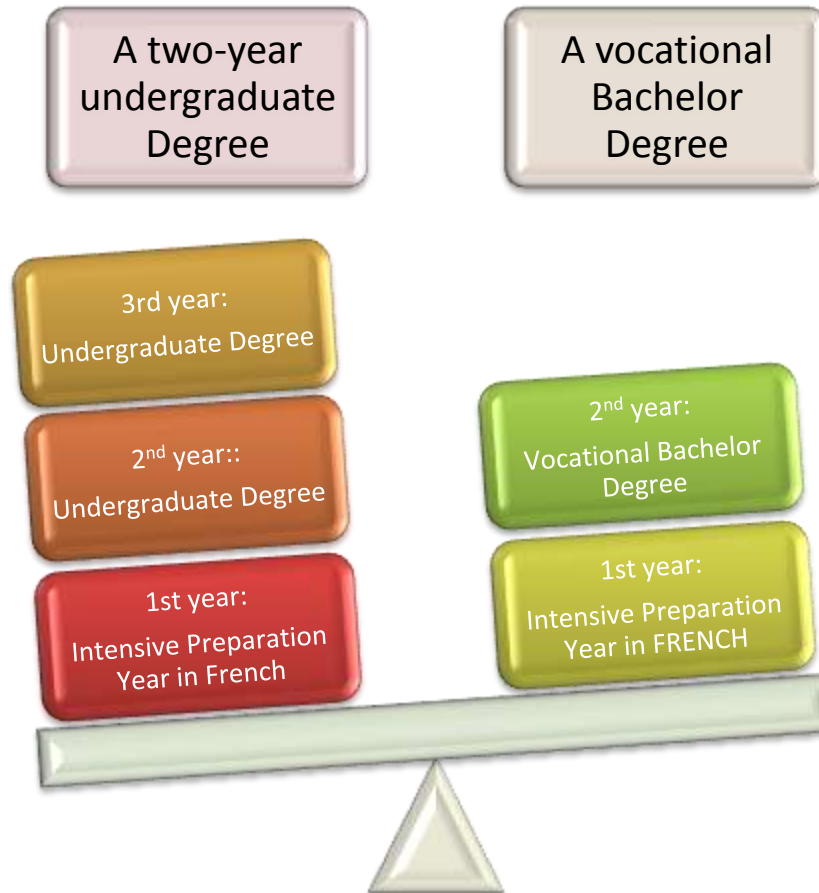 A two-year
undergraduate
Degree
A vocational
Bachelor
Degree
3rd year:
Undergraduate Degree
2nd year::
Undergraduate Degree
1st year:
Intensive Preparation
Year in French
2nd year:
Vocational Bachelor
Degree
1st year:
Intensive Preparation
Year in FRENCH